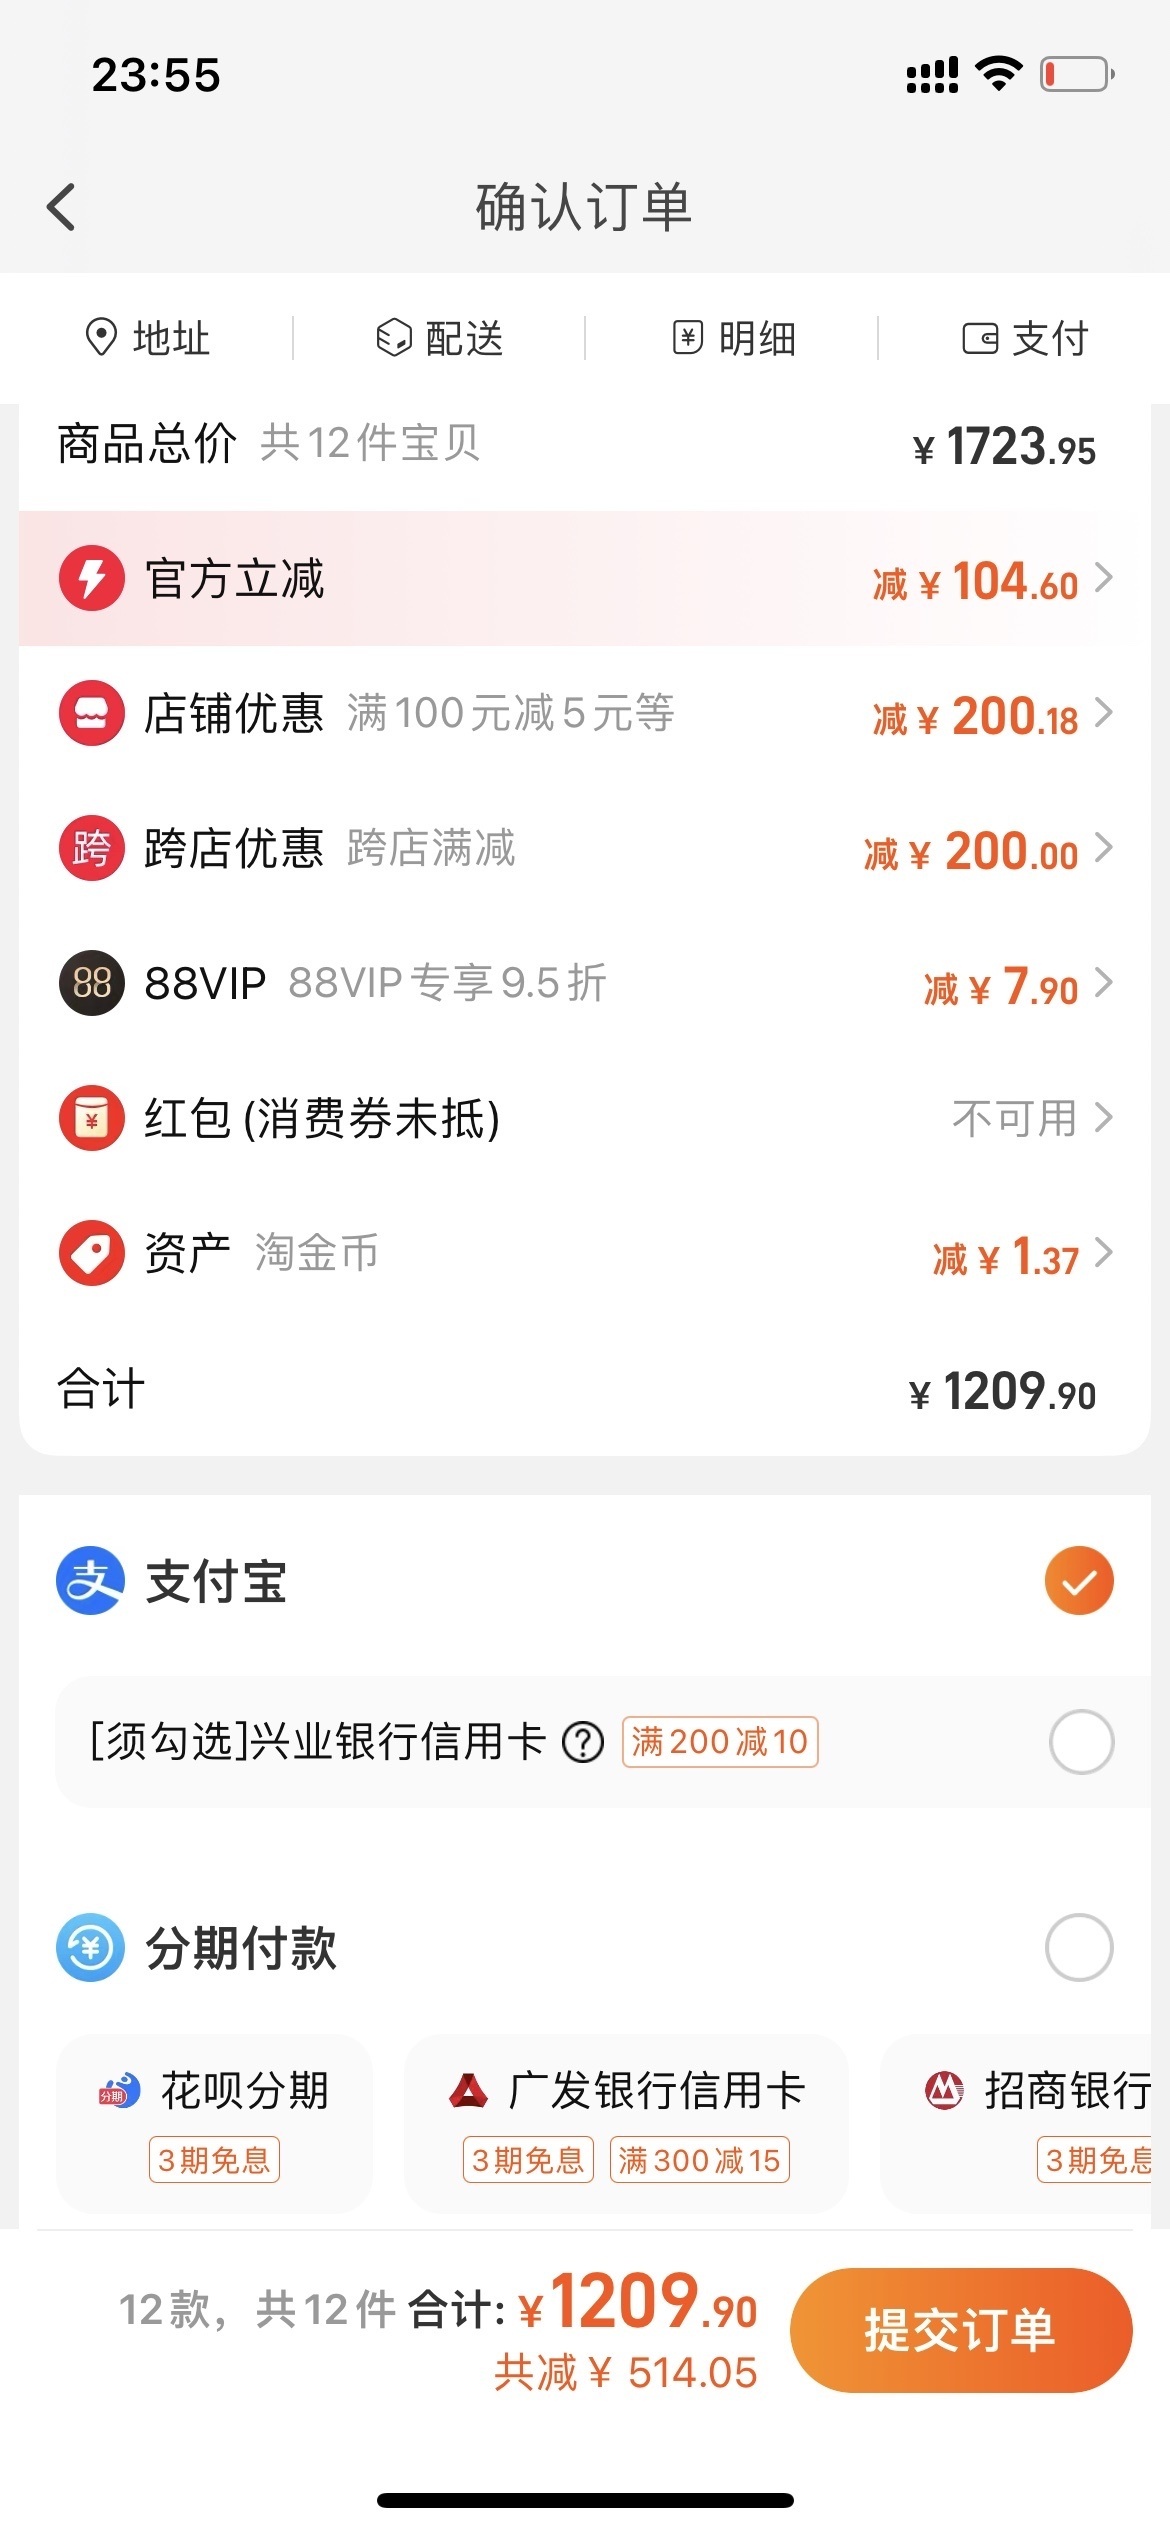 23:55
确认订单
地址 配送 明细 支付
商品总价 共12件宝贝 ¥ 1723.95
官方立减 减 ¥ 104.60
店铺优惠 满100元减5元等 减 ¥ 200.18
跨 跨店优惠 跨店满减 减 ¥ 200.00
88 88VIP 88VIP专享9.5折 减 ¥ 7.90
¥ 红包(消费券未抵) 不可用
资产 淘金币 减 ¥ 1.37
合计 ¥ 1209.90
支 支付宝
[须勾选]兴业银行信用卡 ? 满200减10
¥ 分期付款
分期 花呗分期 广发银行信用卡 招商银行
3期免息 3期免息 满300减15 3期免息
12款，共12件 合计: ¥1209.90
共减 ¥ 514.05
提交订单